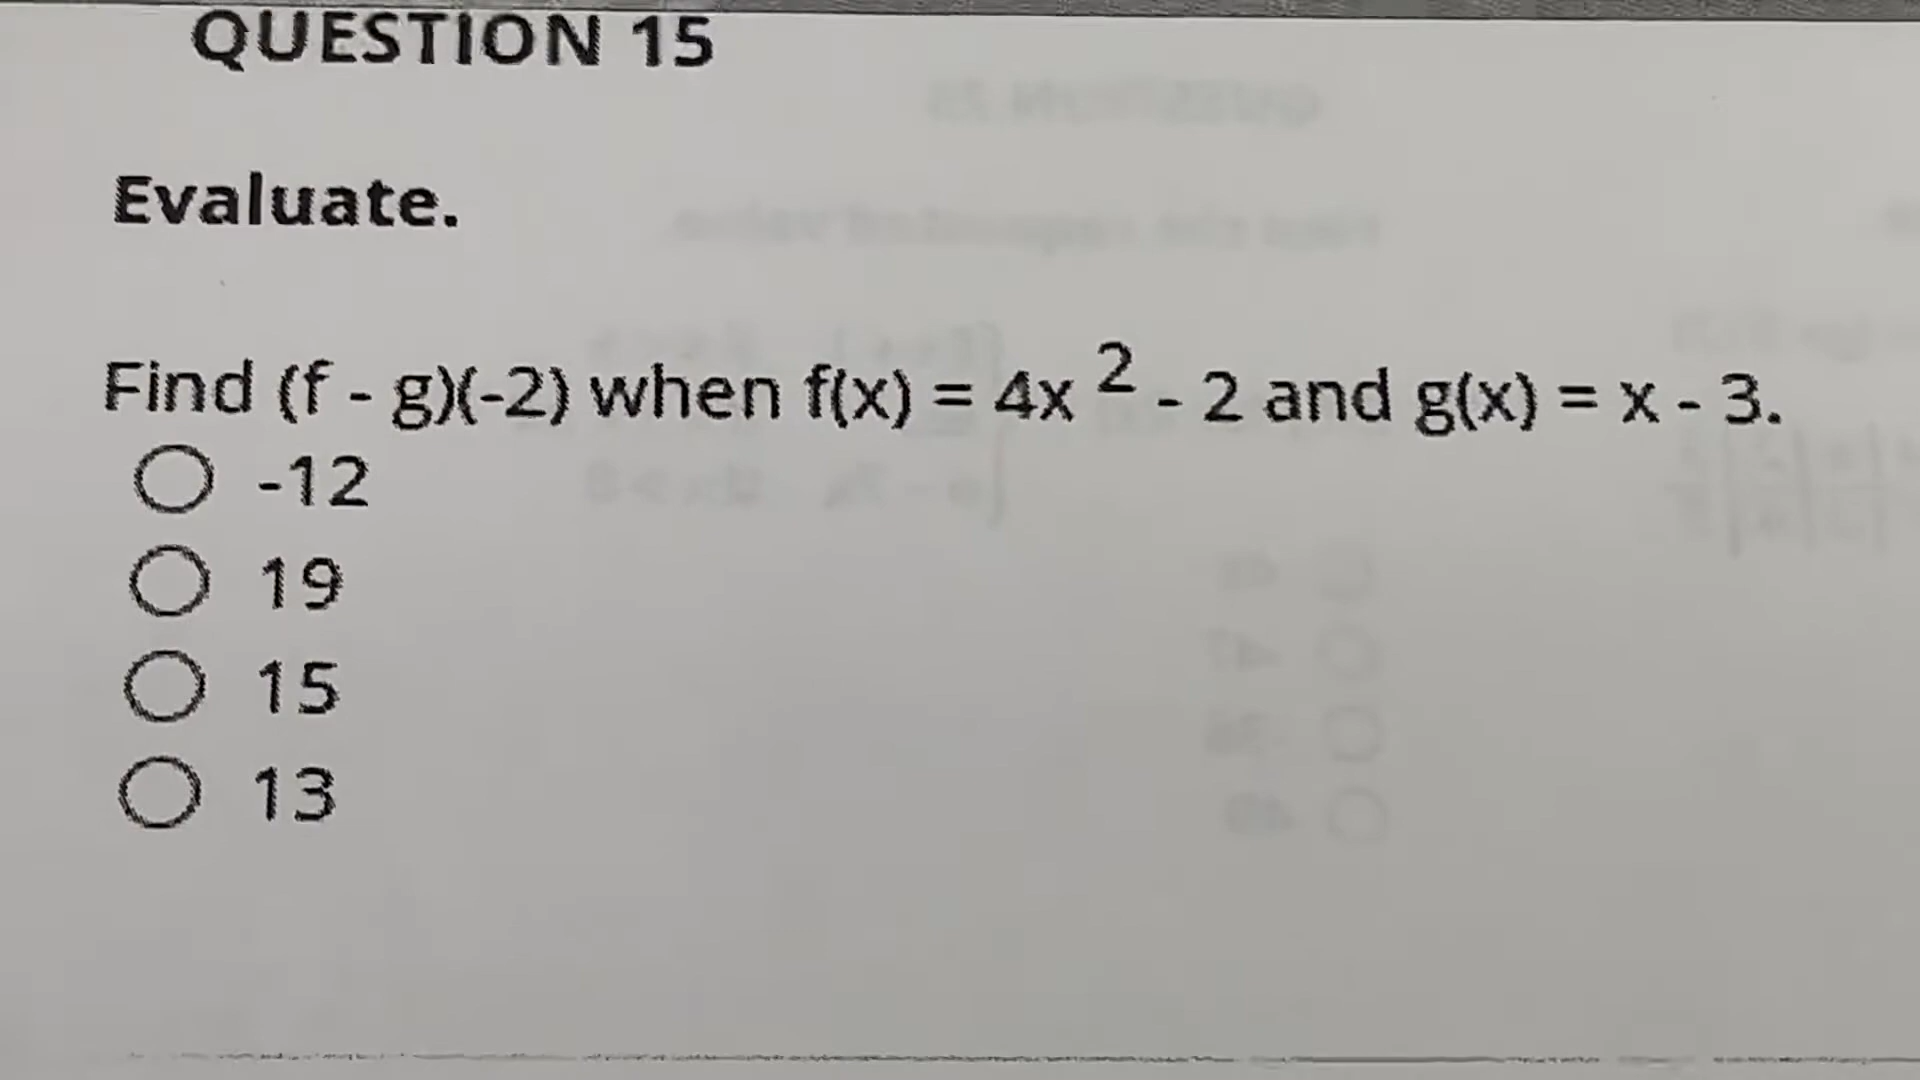 QUESTION 15
Evaluate.
Find (f - g)(-2) when f(x) = 4x 2 - 2 and g(x) = x - 3.
-12
19
15
13